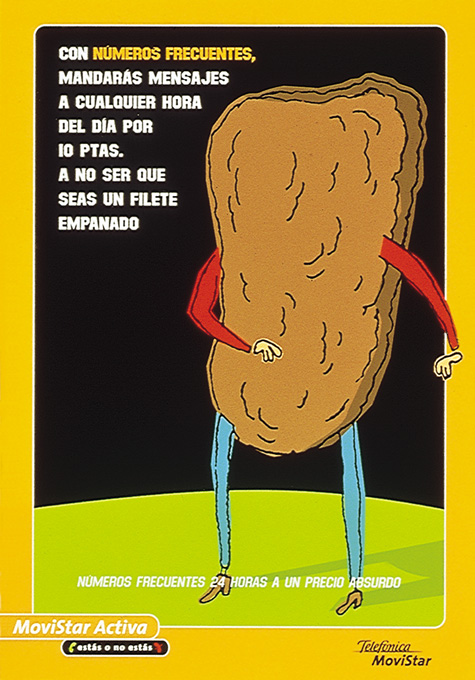 CON NÚMEROS FRECUENTES,
MANDARÁS MENSAJES
A CUALQUIER HORA
DEL DÍA POR
10 PTAS.
A NO SER QUE
SEAS UN FILETE
EMPANADO
NÚMEROS FRECUENTES 24 HORAS A UN PRECIO ABSURDO
MoviStar Activa
estás o no estás
Telefónica
MoviStar